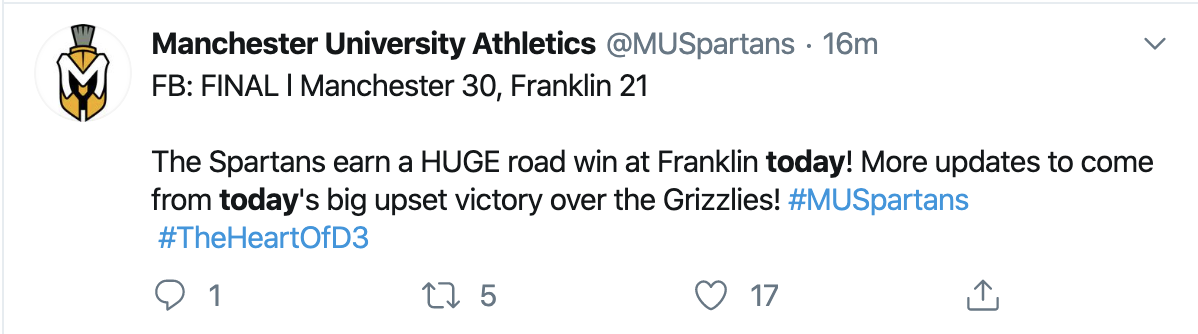 Manchester University Athletics @MUSpartans · 16m
FB: FINAL | Manchester 30, Franklin 21
The Spartans earn a HUGE road win at Franklin today! More updates to come
from today's big upset victory over the Grizzlies! #MUSpartans
#TheHeartOfD3
1 5 17